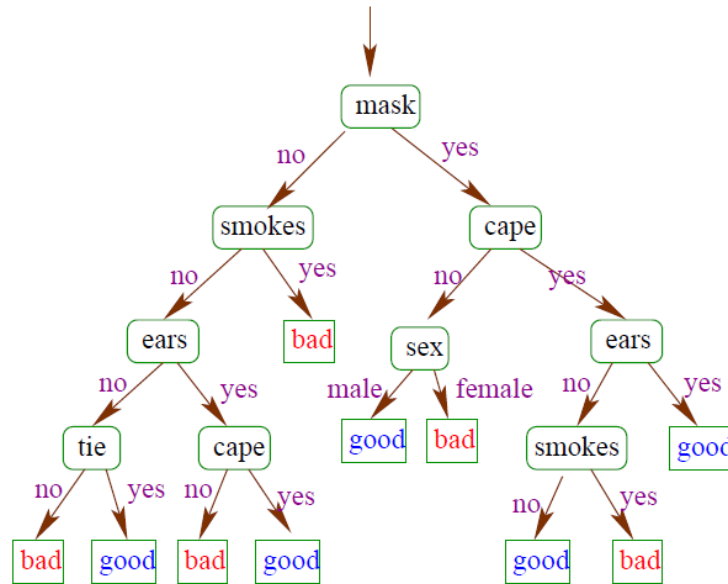 mask
no yes
smokes cape
no yes no yes
ears bad sex ears
no yes male female no yes
tie cape good bad smokes good
no yes no yes no yes
bad good bad good good bad